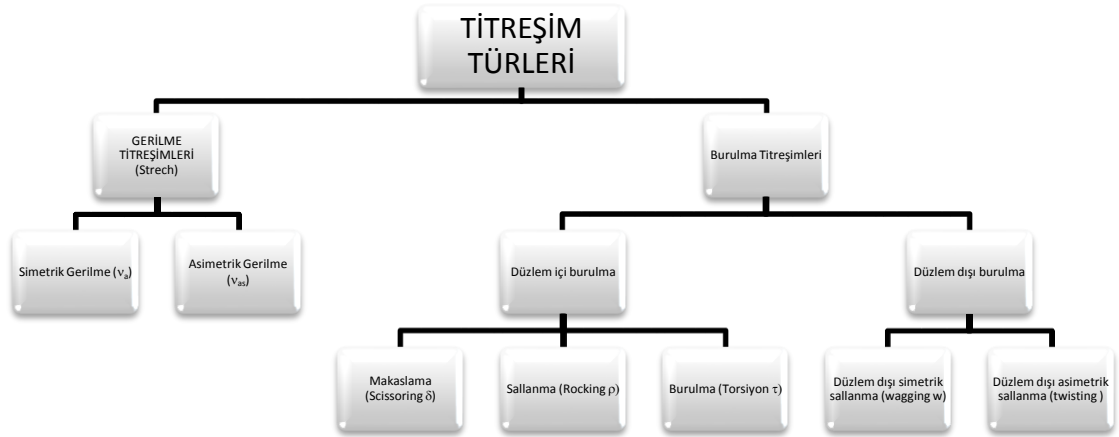 TİTREŞİM
TÜRLERİ
GERİLME
TİTREŞİMLERİ
(Strech)
Burulma Titreşimleri
Simetrik Gerilme (νa)
Asimetrik Gerilme
(νas)
Düzlem içi burulma
Düzlem dışı burulma
Makaslama
(Scissoring δ)
Sallanma (Rocking ρ)
Burulma (Torsiyon τ)
Düzlem dışı simetrik
sallanma (wagging w)
Düzlem dışı asimetrik
sallanma (twisting )